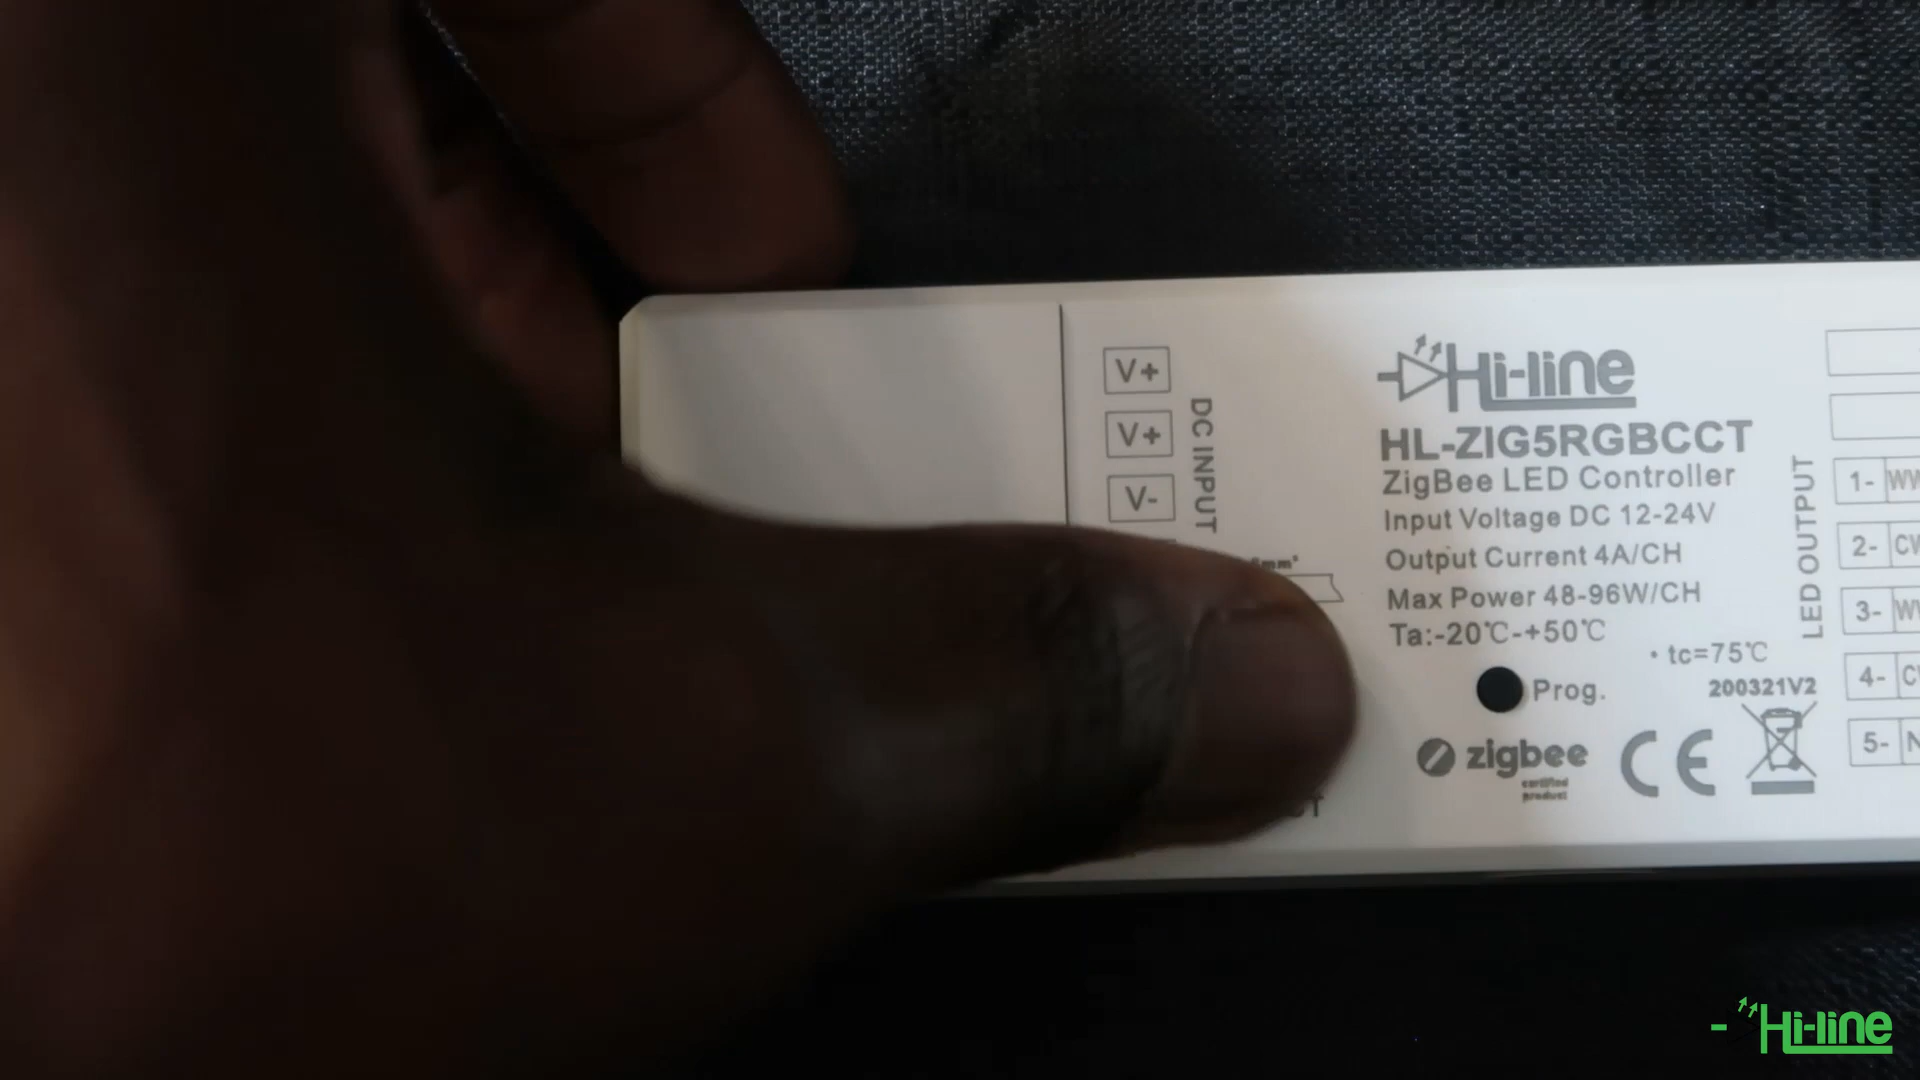 V+
V+
V-
DC INPUT
Hi-line
HL-ZIG5RGBCCT
ZigBee LED Controller
Input Voltage DC 12-24V
Output Current 4A/CH
Max Power 48-96W/CH
Ta:-20℃-+50℃
• tc=75℃
Prog.
200321V2
zigbee
certified
product
CE
LED OUTPUT
1-
2-
3-
4-
5-
Hi-line